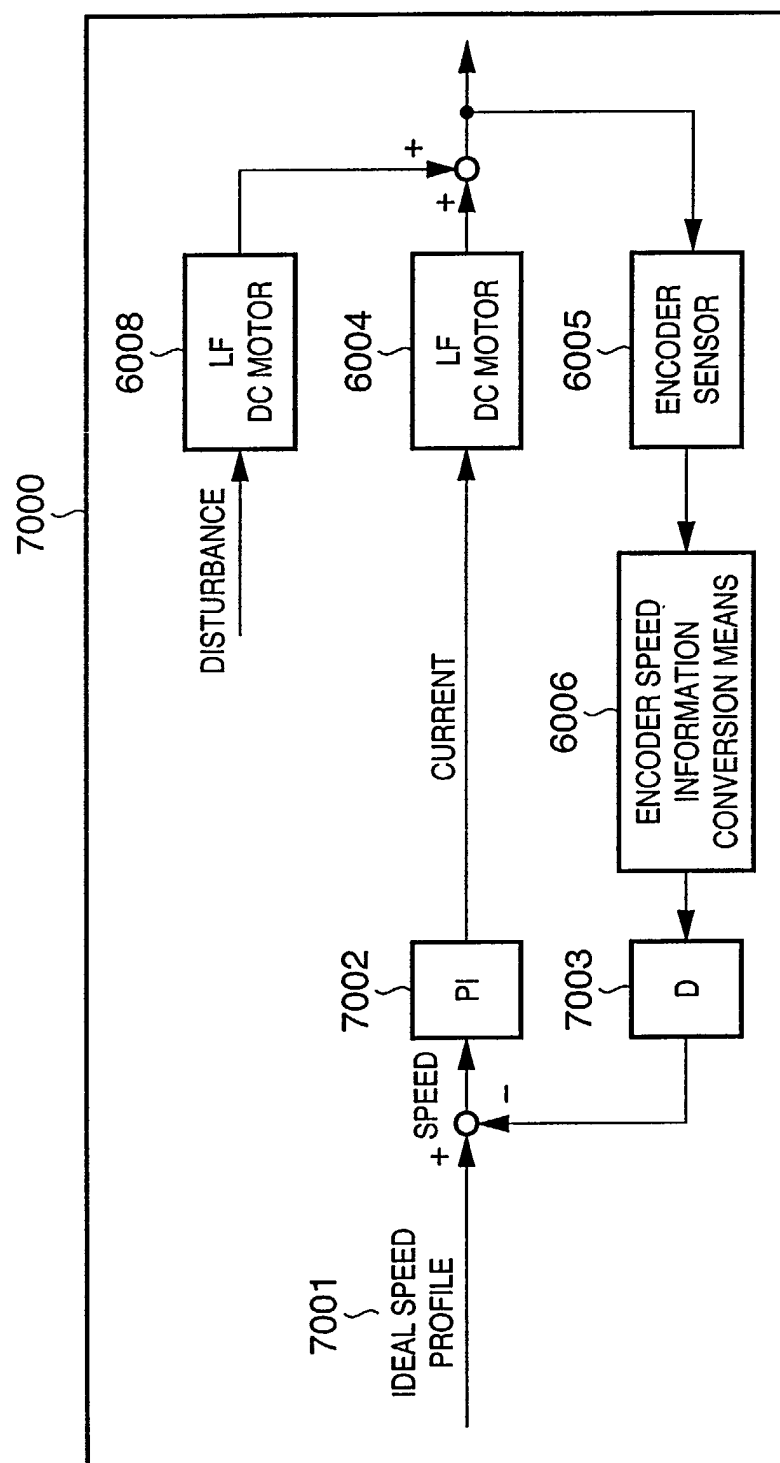 7000
DISTURBANCE
6008
LF
DC MOTOR
+
+
7001
IDEAL SPEED
PROFILE
+
SPEED
−
7002
PI
CURRENT
6004
LF
DC MOTOR
7003
D
6006
ENCODER SPEED
INFORMATION
CONVERSION MEANS
6005
ENCODER
SENSOR